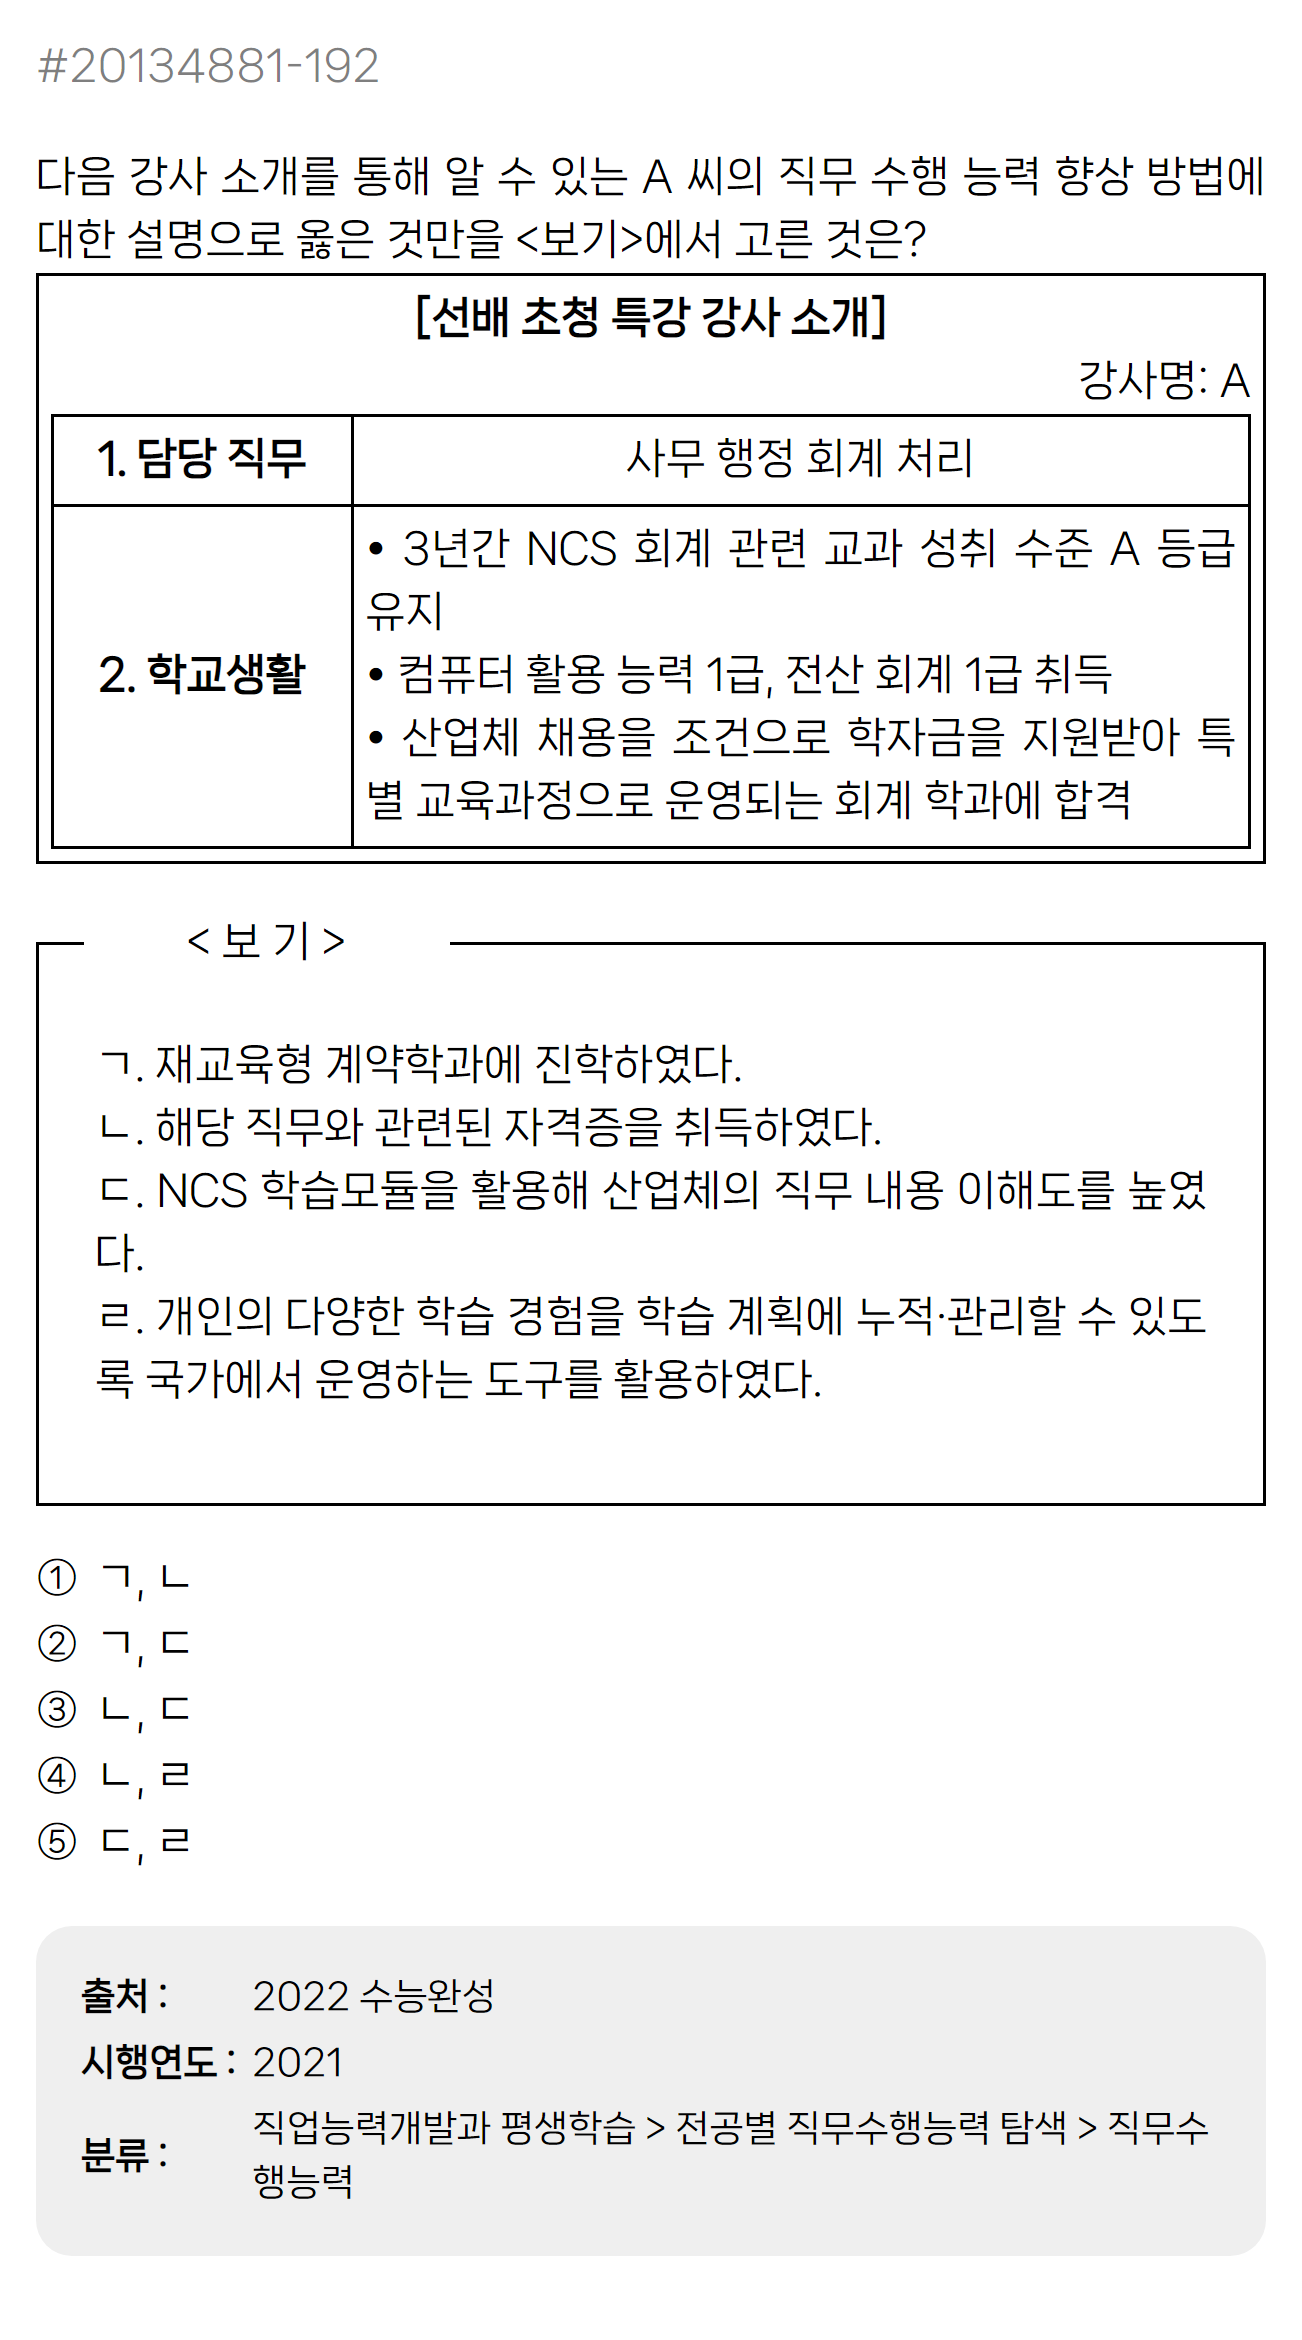 #20134881-192
다음 강사 소개를 통해 알 수 있는 A 씨의 직무 수행 능력 향상 방법에
대한 설명으로 옳은 것만을 <보기>에서 고른 것은?
[선배 초청 특강 강사 소개]
강사명: A
1. 담당 직무 사무 행정 회계 처리
2. 학교생활
• 3년간 NCS 회계 관련 교과 성취 수준 A 등급
유지
• 컴퓨터 활용 능력 1급, 전산 회계 1급 취득
• 산업체 채용을 조건으로 학자금을 지원받아 특
별 교육과정으로 운영되는 회계 학과에 합격
< 보 기 >
ㄱ. 재교육형 계약학과에 진학하였다.
ㄴ. 해당 직무와 관련된 자격증을 취득하였다.
ㄷ. NCS 학습모듈을 활용해 산업체의 직무 내용 이해도를 높였
다.
ㄹ. 개인의 다양한 학습 경험을 학습 계획에 누적·관리할 수 있도
록 국가에서 운영하는 도구를 활용하였다.
① ㄱ, ㄴ
② ㄱ, ㄷ
③ ㄴ, ㄷ
④ ㄴ, ㄹ
⑤ ㄷ, ㄹ
출처 : 2022 수능완성
시행연도 : 2021
분류 : 직업능력개발과 평생학습 > 전공별 직무수행능력 탐색 > 직무수
행능력